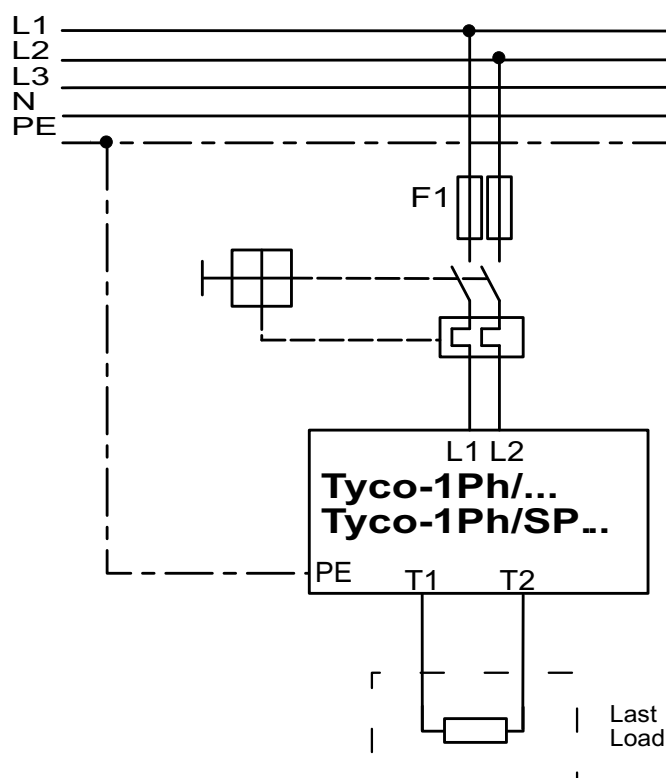 L1
L2
L3
N
PE
F1
L1 L2
Tyco-1Ph/...
Tyco-1Ph/SP...
PE
T1 T2
Last
Load